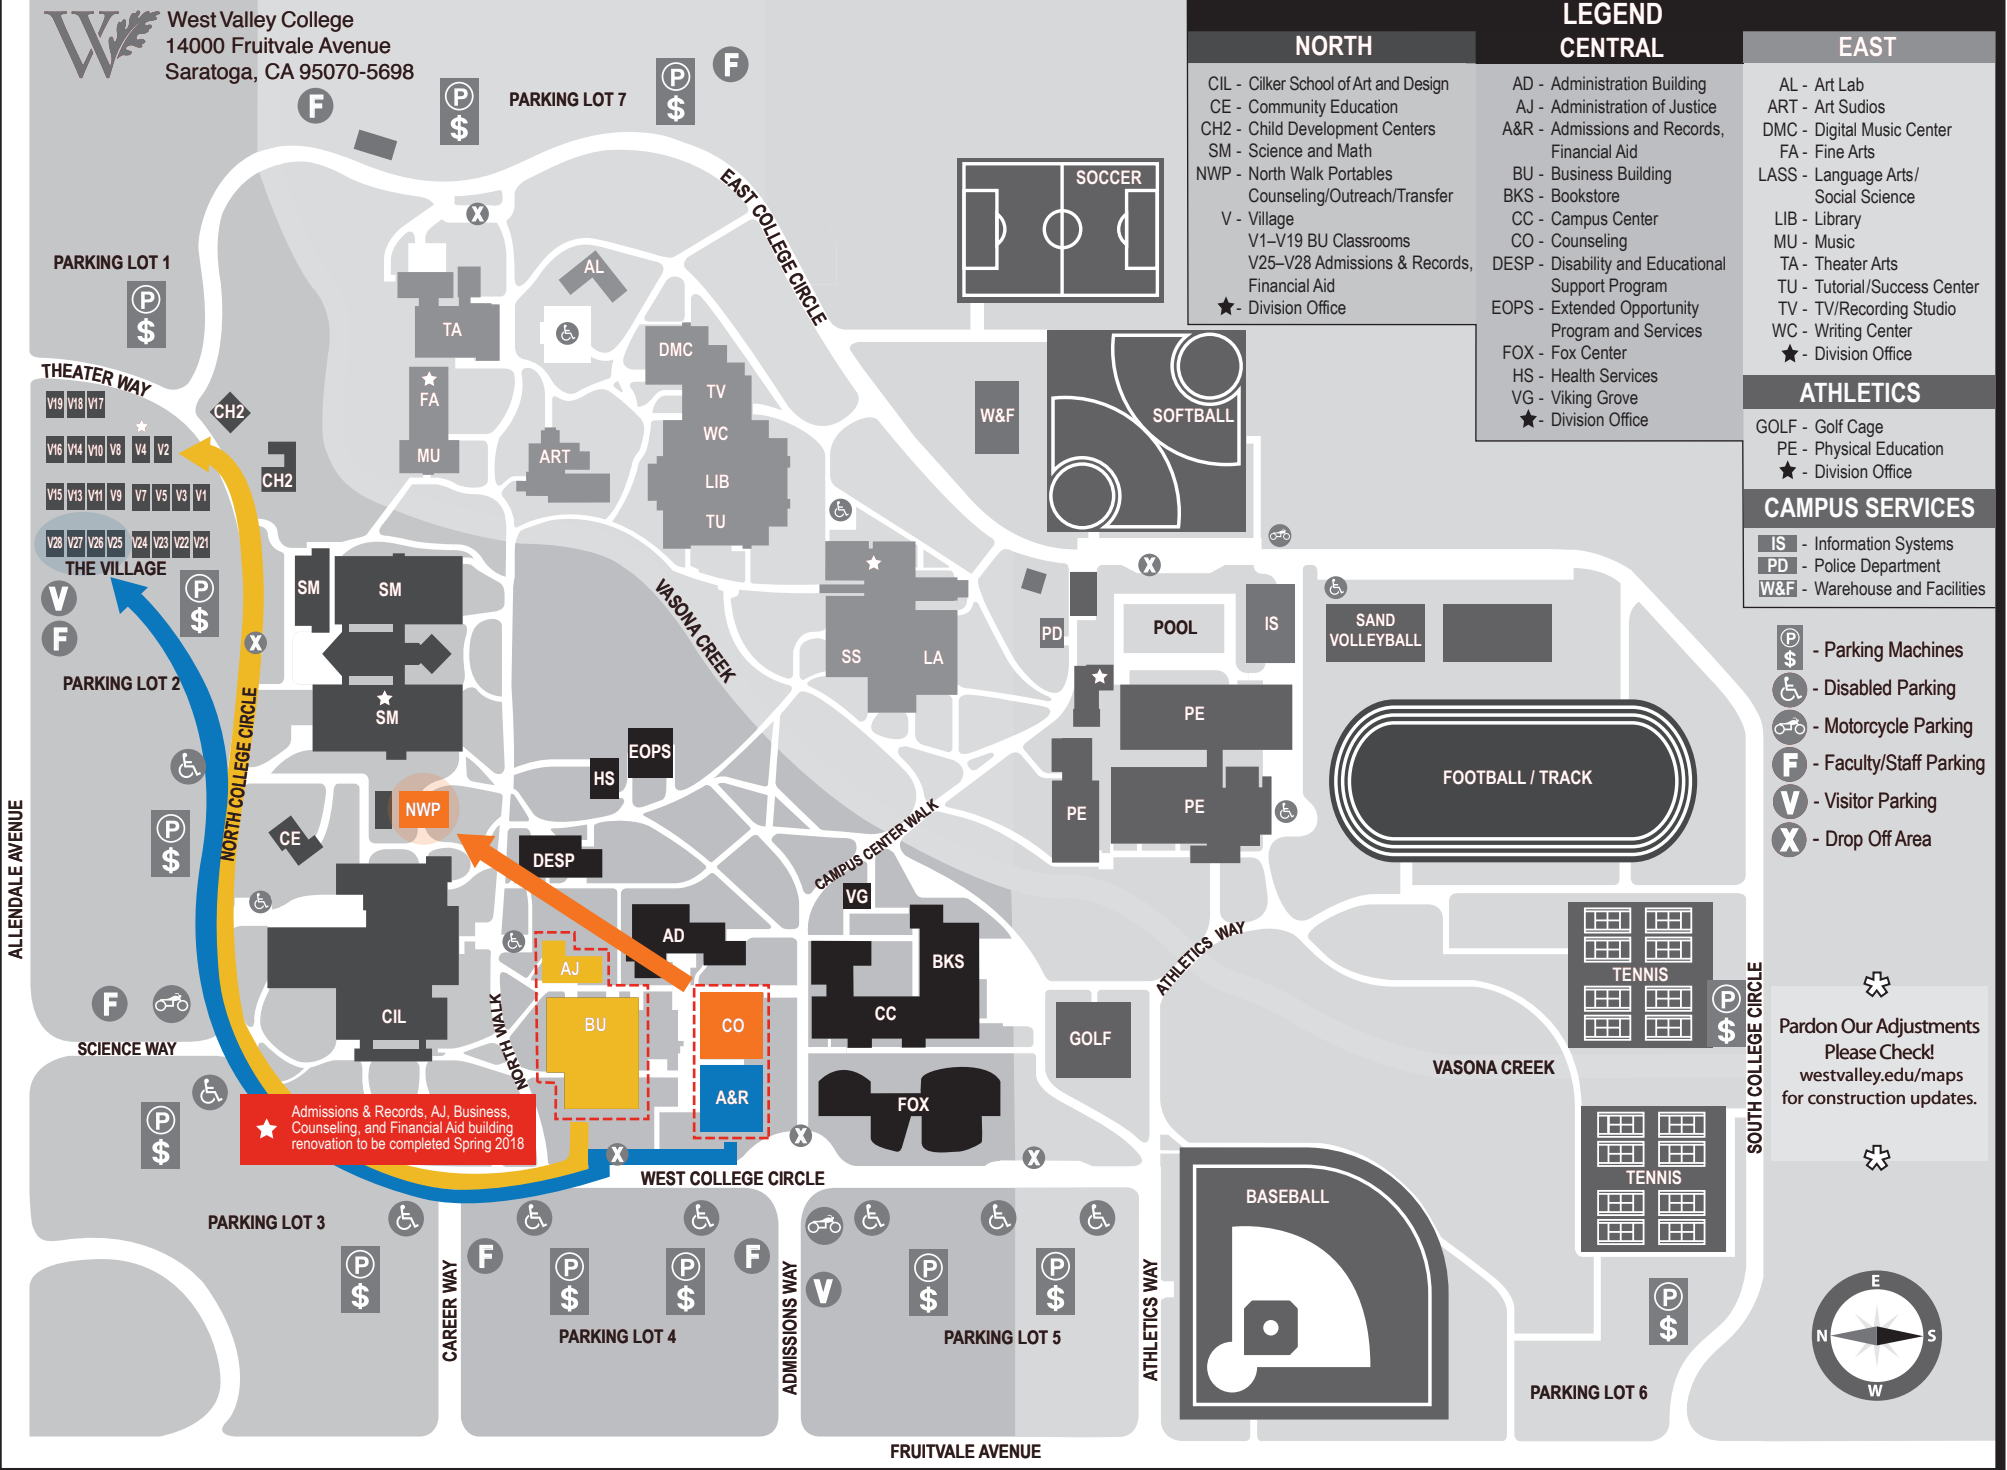 West Valley College
14000 Fruitvale Avenue
Saratoga, CA 95070-5698
LEGEND
NORTH
CIL - Cilker School of Art and Design
CE - Community Education
CH2 - Child Development Centers
SM - Science and Math
NWP - North Walk Portables
Counseling/Outreach/Transfer
V - Village
V1–V19 BU Classrooms
V25–V28 Admissions & Records,
Financial Aid
- Division Office
CENTRAL
AD - Administration Building
AJ - Administration of Justice
A&R - Admissions and Records,
Financial Aid
BU - Business Building
BKS - Bookstore
CC - Campus Center
CO - Counseling
DESP - Disability and Educational
Support Program
EOPS - Extended Opportunity
Program and Services
FOX - Fox Center
HS - Health Services
VG - Viking Grove
- Division Office
EAST
AL - Art Lab
ART - Art Sudios
DMC - Digital Music Center
FA - Fine Arts
LASS - Language Arts/
Social Science
LIB - Library
MU - Music
TA - Theater Arts
TU - Tutorial/Success Center
TV - TV/Recording Studio
WC - Writing Center
- Division Office
ATHLETICS
GOLF - Golf Cage
PE - Physical Education
- Division Office
CAMPUS SERVICES
IS - Information Systems
PD - Police Department
W&F - Warehouse and Facilities
P
$ - Parking Machines
- Disabled Parking
- Motorcycle Parking
F - Faculty/Staff Parking
V - Visitor Parking
X - Drop Off Area
F
P
$
PARKING LOT 7
P
$
F
X
EAST COLLEGE CIRCLE
SOCCER
PARKING LOT 1
P
$
AL
TA
DMC
FA
TV
WC
MU
ART
LIB
TU
W&F
SOFTBALL
THEATER WAY
V19 V18 V17
CH2
V16 V14 V10 V8 V4 V2
CH2
V15 V13 V11 V9 V7 V5 V3 V1
V28 V27 V26 V25 V24 V23 V22 V21
THE VILLAGE
V
F
P
$
X
SM
SM
SM
PARKING LOT 2
NORTH COLLEGE CIRCLE
VASONA CREEK
SS
LA
X
PD
POOL
IS
SAND
VOLLEYBALL
PE
PE
PE
FOOTBALL / TRACK
EOPS
HS
NWP
CE
DESP
P
$
ALLENDALE AVENUE
CAMPUS CENTER WALK
VG
AD
AJ
BKS
CC
CO
BU
CIL
NORTH WALK
A&R
FOX
GOLF
ATHLETICS WAY
VASONA CREEK
TENNIS
P
$
SOUTH COLLEGE CIRCLE
TENNIS
Pardon Our Adjustments
Please Check!
westvalley.edu/maps
for construction updates.
F
SCIENCE WAY
P
$
Admissions & Records, AJ, Business,
Counseling, and Financial Aid building
renovation to be completed Spring 2018
X
X
X
WEST COLLEGE CIRCLE
PARKING LOT 3
P
$
CAREER WAY
F
P
$
P
$
F
PARKING LOT 4
ADMISSIONS WAY
V
P
$
P
$
PARKING LOT 5
ATHLETICS WAY
BASEBALL
P
$
PARKING LOT 6
E
N S
W
FRUITVALE AVENUE